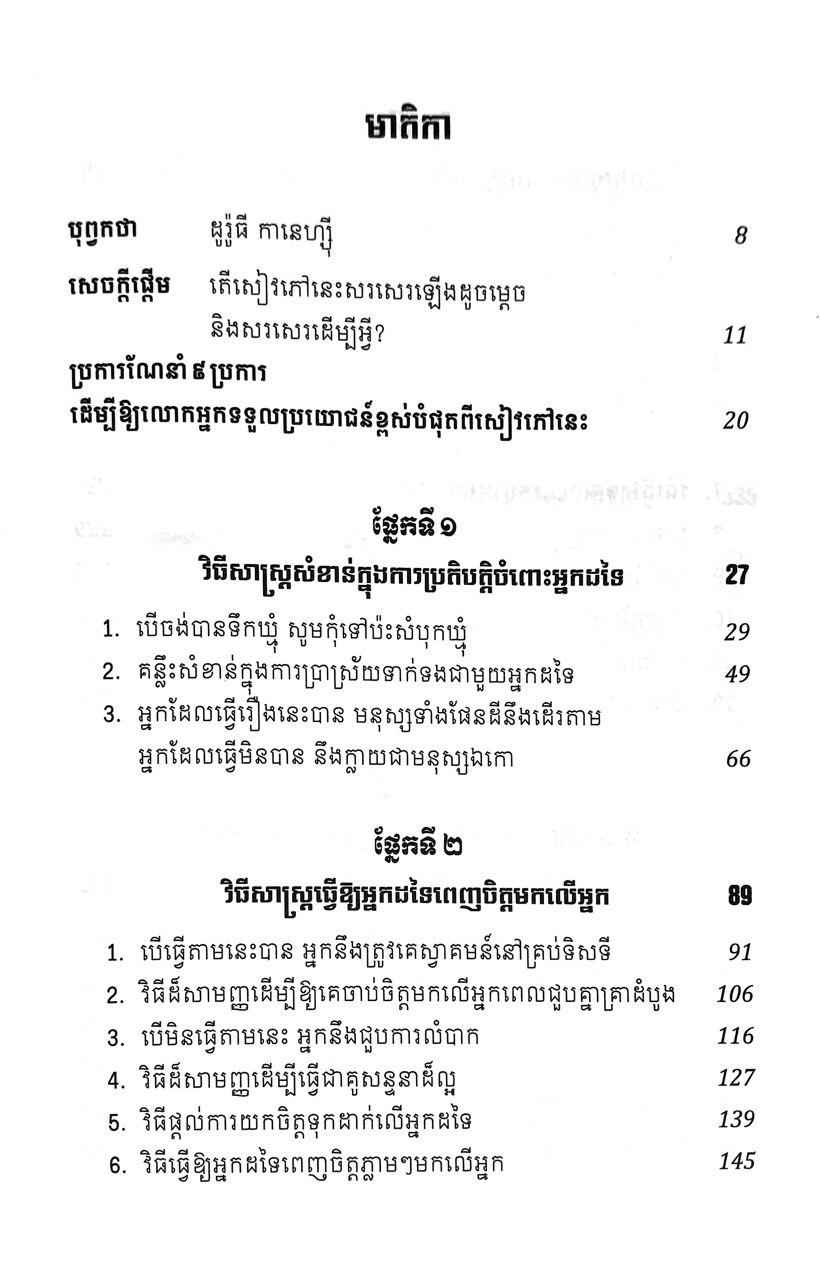 មាតិកា
បុព្វកថា ដូរ៉ូធី កានេហ្ស៊ី 8
សេចក្ដីផ្ដើម តើសៀវភៅនេះសរសេរឡើងដូចម្ដេច
និងសរសេរដើម្បីអ្វី? 11
ប្រការណែនាំ ៩ ប្រការ
ដើម្បីឱ្យលោកអ្នកទទួលប្រយោជន៍ខ្ពស់បំផុតពីសៀវភៅនេះ 20
ផ្នែកទី ១
វិធីសាស្ត្រសំខាន់ក្នុងការប្រតិបត្តិចំពោះអ្នកដទៃ 27
1. បើចង់បានទឹកឃ្មុំ សូមកុំទៅប៉ះសំបុកឃ្មុំ 29
2. គន្លឹះសំខាន់ក្នុងការប្រាស្រ័យទាក់ទងជាមួយអ្នកដទៃ 49
3. អ្នកដែលធ្វើរឿងនេះបាន មនុស្សទាំងផែនដីនឹងដើរតាម
អ្នកដែលធ្វើមិនបាន នឹងក្លាយជាមនុស្សឯកោ 66
ផ្នែកទី ២
វិធីសាស្ត្រធ្វើឱ្យអ្នកដទៃពេញចិត្តមកលើអ្នក 89
1. បើធ្វើតាមនេះបាន អ្នកនឹងត្រូវគេស្វាគមន៍នៅគ្រប់ទិសទី 91
2. វិធីដ៏សាមញ្ញដើម្បីឱ្យគេចាប់ចិត្តមកលើអ្នកពេលជួបគ្នាគ្រាដំបូង 106
3. បើមិនធ្វើតាមនេះ អ្នកនឹងជួបការលំបាក 116
4. វិធីដ៏សាមញ្ញដើម្បីធ្វើជាគូសន្ទនាដ៏ល្អ 127
5. វិធីផ្ដល់ការយកចិត្តទុកដាក់លើអ្នកដទៃ 139
6. វិធីធ្វើឱ្យអ្នកដទៃពេញចិត្តភ្លាមៗមកលើអ្នក 145